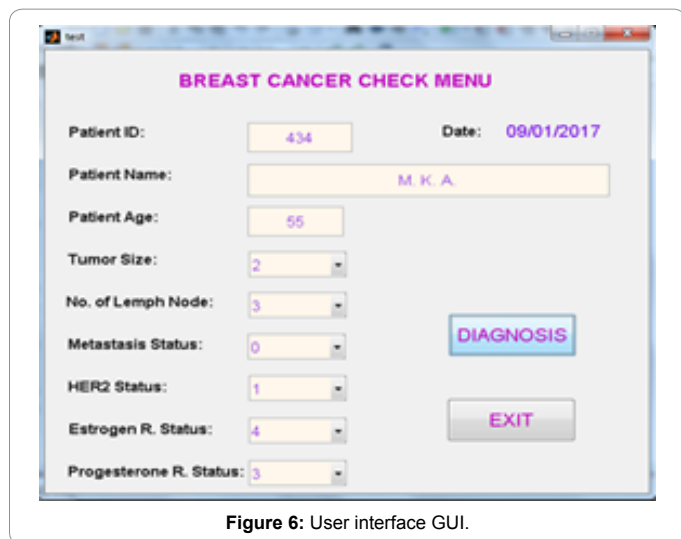 test
BREAST CANCER CHECK MENU
Patient ID: 434 Date: 09/01/2017
Patient Name: M. K. A.
Patient Age: 55
Tumor Size: 2
No. of Lemph Node: 3
Metastasis Status: 0
HER2 Status: 1
DIAGNOSIS
Estrogen R. Status: 4
EXIT
Progesterone R. Status: 3
Figure 6: User interface GUI.